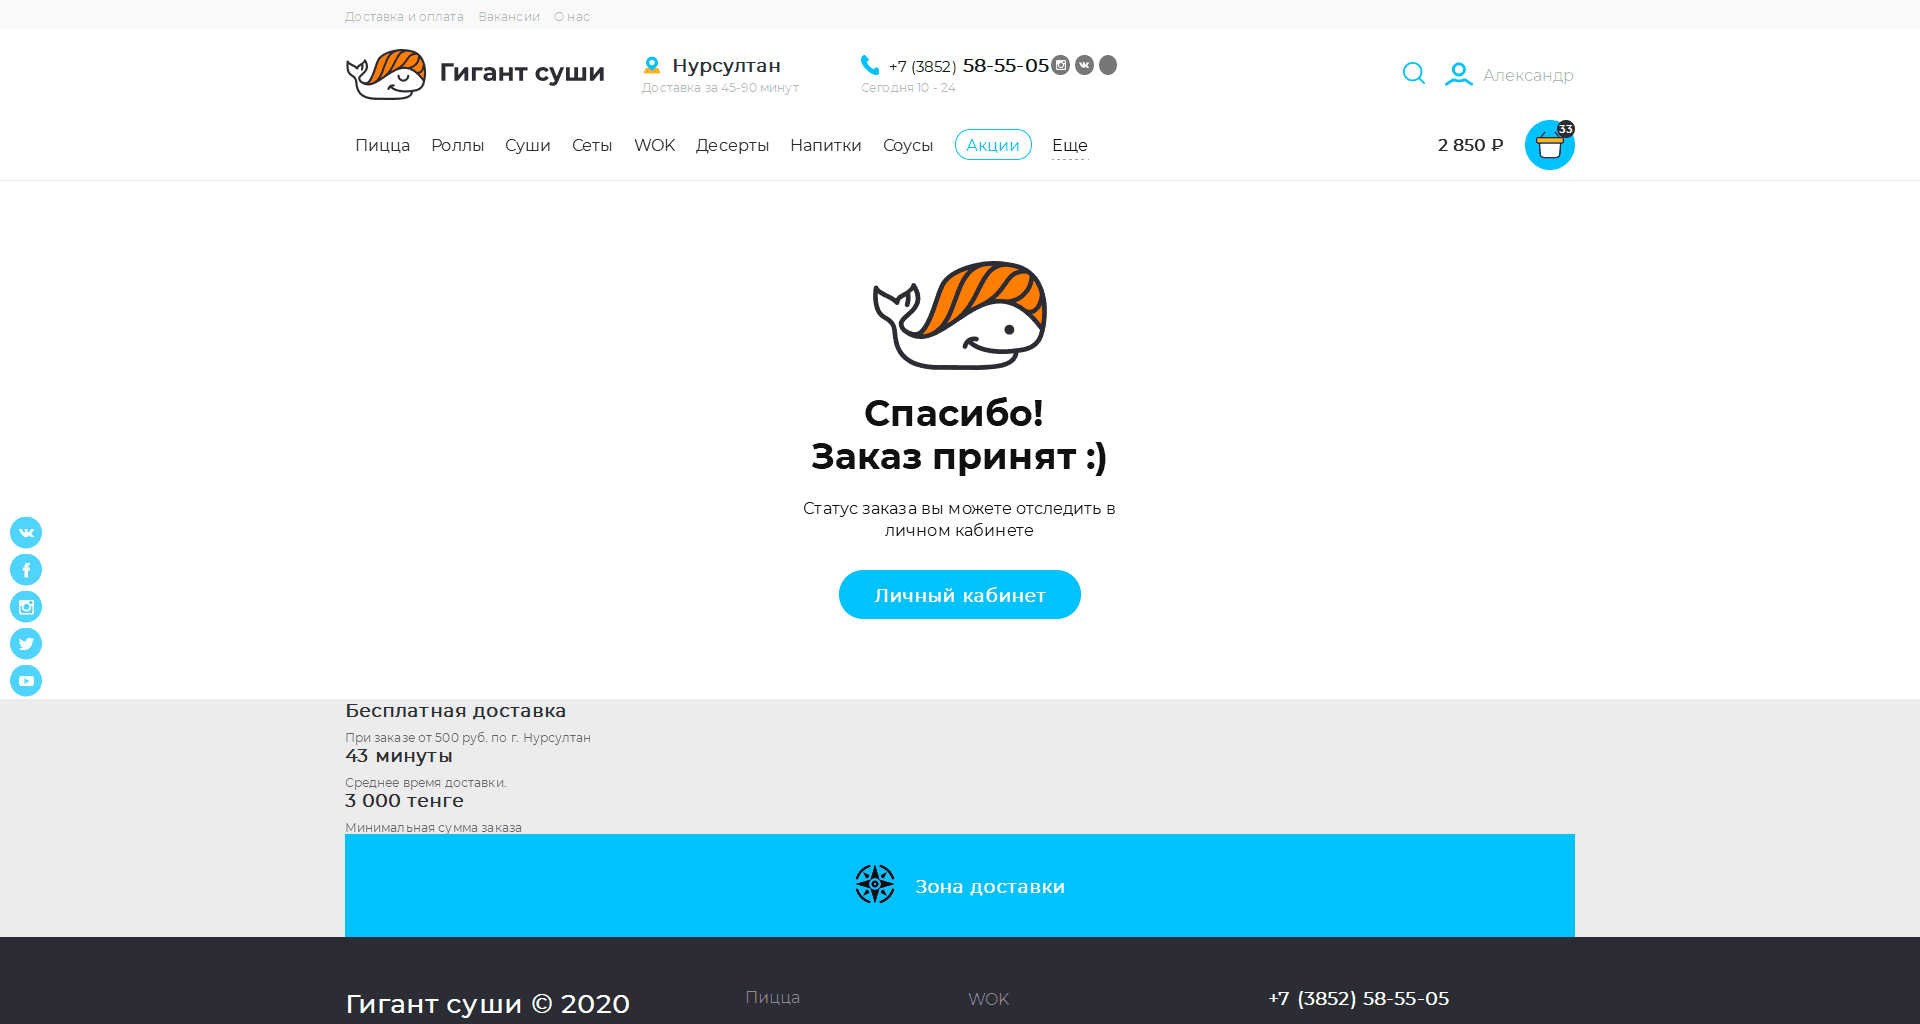 Доставка и оплата Вакансии О нас
Гигант суши
Нурсултан
Доставка за 45-90 минут
+7 (3852) 58-55-05
Сегодня 10 - 24
Александр
Пицца Роллы Суши Сеты WOK Десерты Напитки Соусы Акции Еще
2 850 ₽
33
Спасибо!
Заказ принят :)
Статус заказа вы можете отследить в
личном кабинете
Личный кабинет
Бесплатная доставка
При заказе от 500 руб. по г. Нурсултан
43 минуты
Среднее время доставки.
3 000 тенге
Минимальная сумма заказа
Зона доставки
Гигант суши © 2020
Пицца
WOK
+7 (3852) 58-55-05